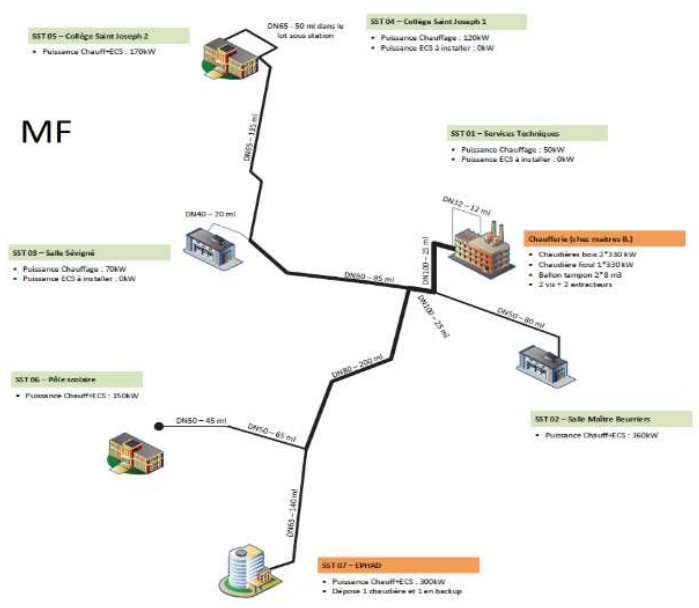 DN65 - 50 ml dans le
lot sous station
SST 05 – Collège Saint Joseph 2
• Puissance Chauff+ECS : 170kW
SST 04 – Collège Saint Joseph 1
• Puissance Chauffage : 120kW
• Puissance ECS à installer : 0kW
MF
DN65 – 135 ml
SST 01 – Services Techniques
• Puissance Chauffage : 50kW
• Puissance ECS à installer : 0kW
DN32 – 12 ml
DN40 – 20 ml
Chaufferie (chez maitres B.)
• Chaudières bois 2*330 kW
• Chaudières fioul 1*330 kW
• Ballon tampon 2*8 m3
• 2 vis + 2 extracteurs
DN100 – 25 ml
SST 03 – Salle Sévigné
• Puissance Chauffage : 70kW
• Puissance ECS à installer : 0kW
DN80 – 85 ml
DN100 – 25 ml
DN50 – 80 ml
DN80 – 200 ml
SST 06 – Pôle scolaire
• Puissance Chauff+ECS : 150kW
SST 02 – Salle Maître Beurriers
• Puissance Chauff+ECS : 160kW
DN50 – 45 ml
DN50 – 65 ml
DN65 – 140 ml
SST 07 – EPHAD
• Puissance Chauff+ECS : 300kW
• Dépose 1 chaudière et 1 en backup